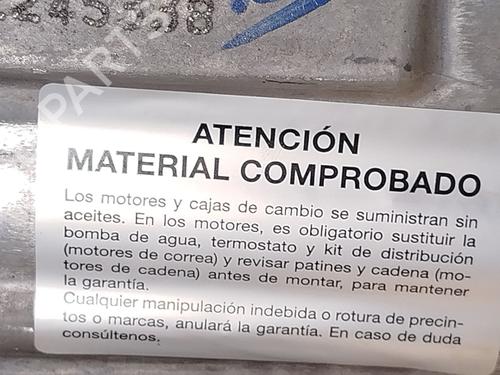 ATENCIÓN
MATERIAL COMPROBADO
Los motores y cajas de cambio se suministran sin
aceites. En los motores, es obligatorio sustituir la
bomba de agua, termostato y kit de distribución
(motores de correa) y revisar patines y cadena (mo-
tores de cadena) antes de montar, para mantener
la garantía.
Cualquier manipulación indebida o rotura de precin-
tos o marcas, anulará la garantía. En caso de duda
consúltenos.